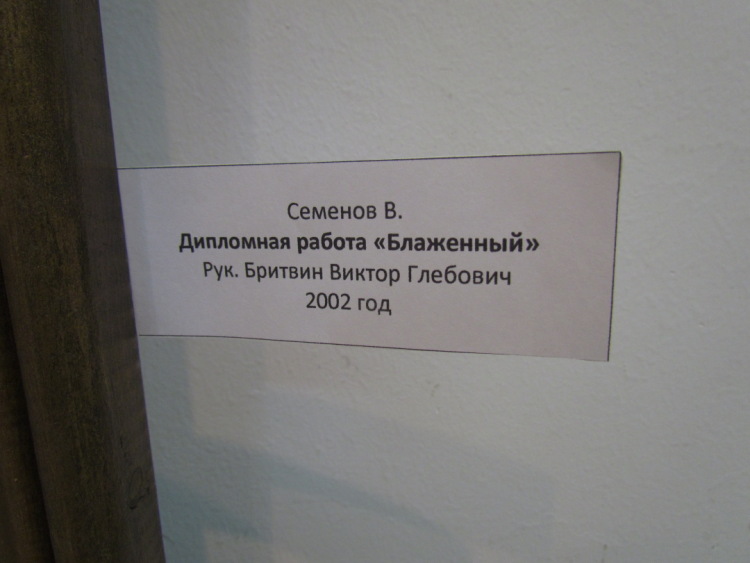 Семенов В.
Дипломная работа «Блаженный»
Рук. Бритвин Виктор Глебович
2002 год